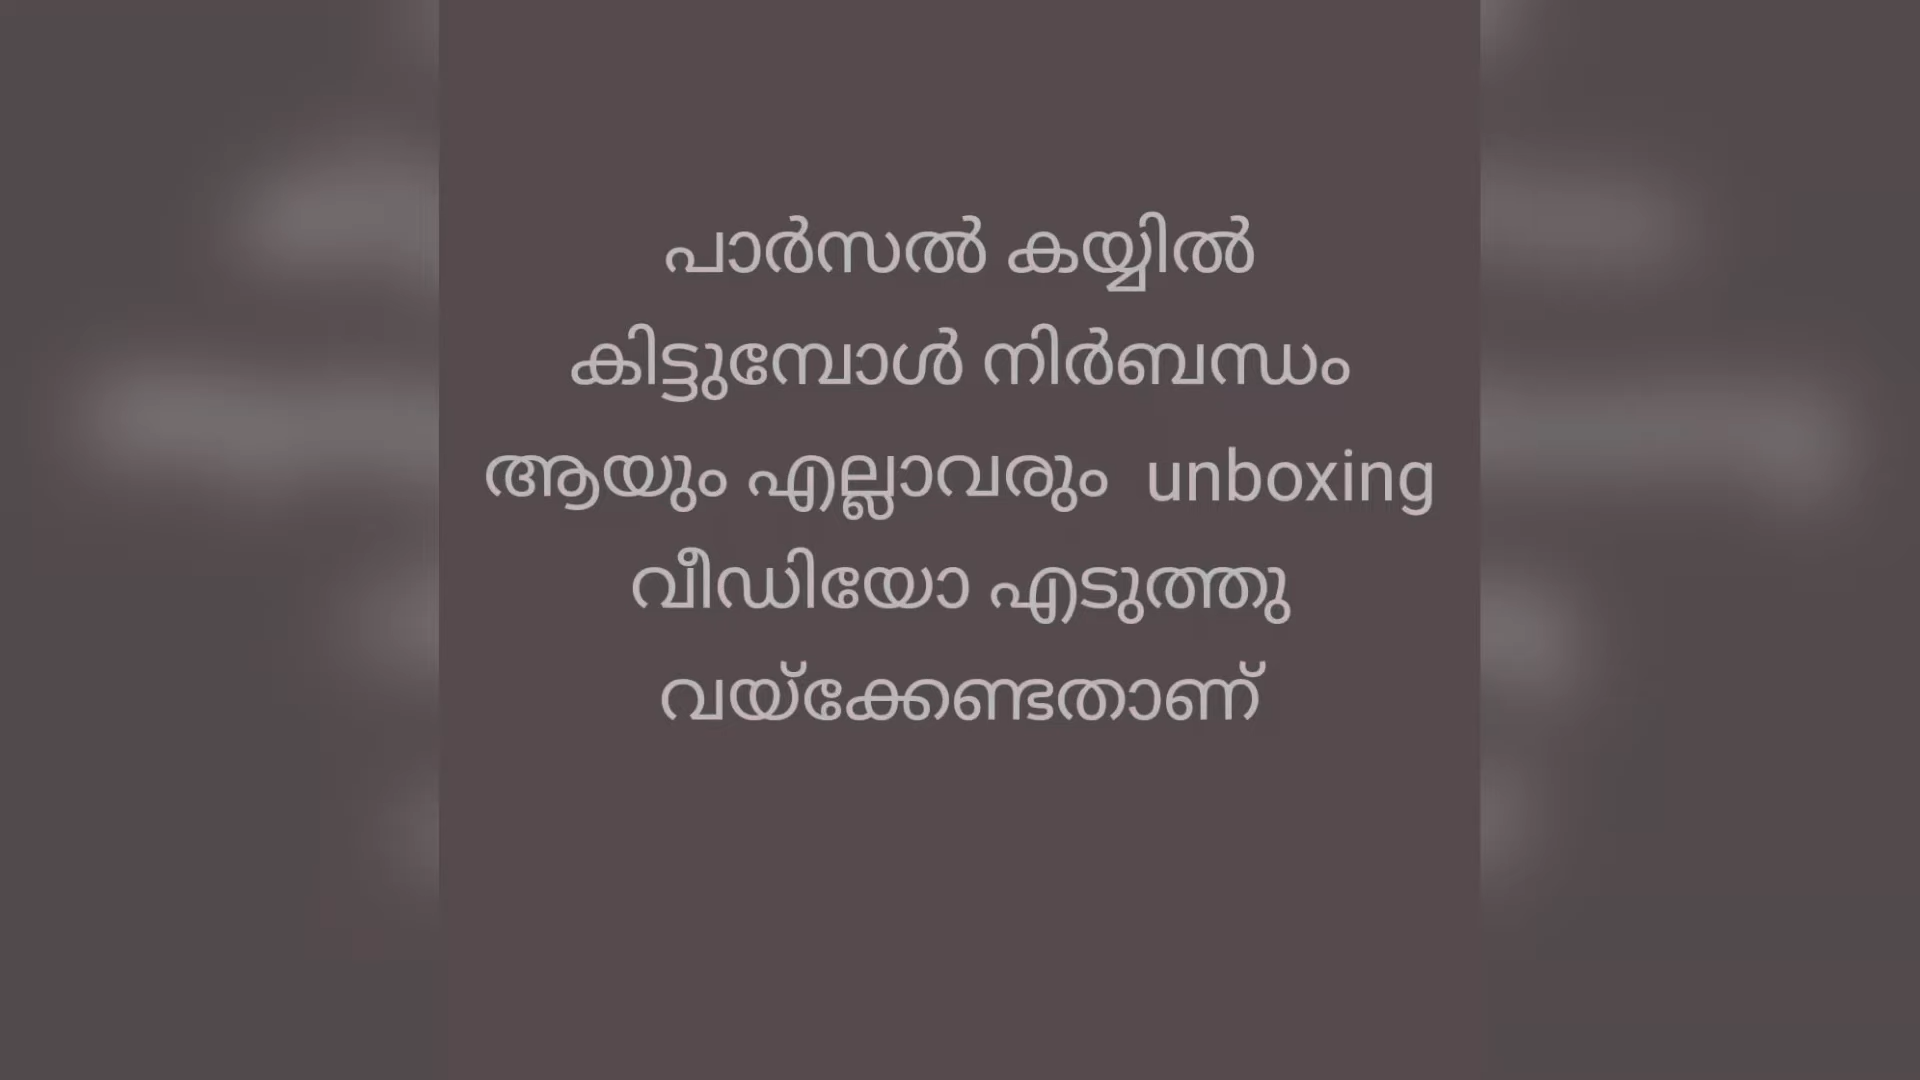 പാർസൽ കയ്യിൽ
കിട്ടുമ്പോൾ നിർബന്ധം
ആയും എല്ലാവരും  unboxing
വീഡിയോ എടുത്തു
വയ്ക്കേണ്ടതാണ്